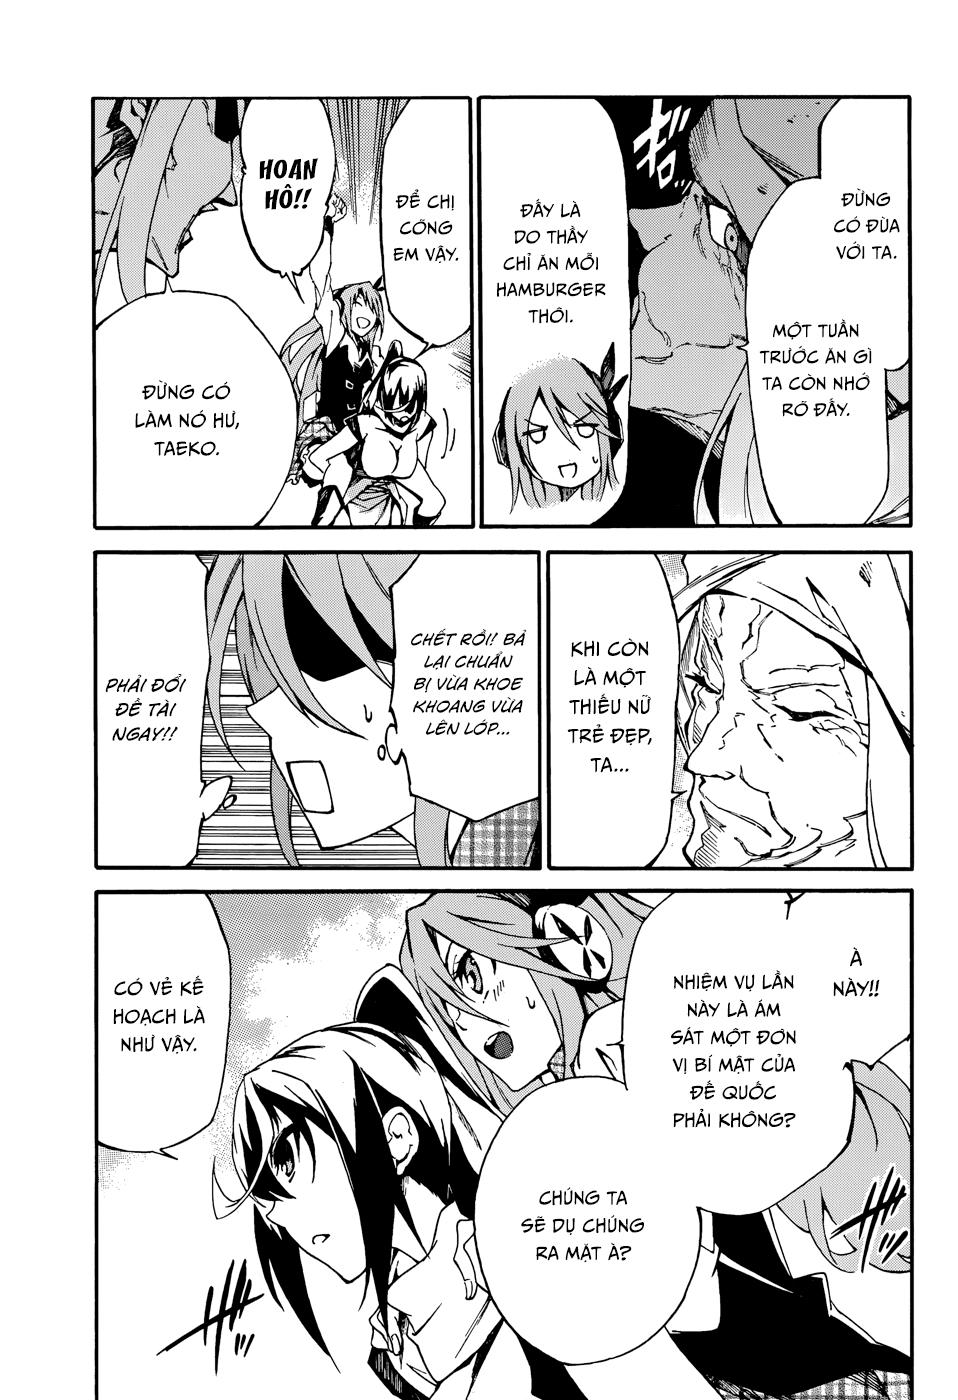 ĐỪNG
CÓ ĐÙA
VỚI TA.
MỘT TUẦN
TRƯỚC ĂN GÌ
TA CÒN NHỚ
RÕ ĐẤY.
ギロ
ĐẤY LÀ
DO THẦY
CHỈ ĂN MỖI
HAMBURGER
THÔI.
ĐỂ CHỊ
CÕNG
EM VẬY.
HOAN
HÔ!!
ĐỪNG CÓ
LÀM NÓ HƯ,
TAEKO.
KHI CÒN
LÀ MỘT
THIẾU NỮ
TRẺ ĐẸP,
TA...
CHẾT RỒI! BẢ
LẠI CHUẨN
BỊ VỪA KHOE
KHOANG VỪA
LÊN LỚP...
PHẢI ĐỔI
ĐỀ TÀI
NGAY!!
À
NÀY!!
NHIỆM VỤ LẦN
NÀY LÀ ÁM
SÁT MỘT ĐƠN
VỊ BÍ MẬT CỦA
ĐẾ QUỐC
PHẢI KHÔNG?
CHÚNG TA
SẼ DỤ CHÚNG
RA MẶT À?
CÓ VẺ KẾ
HOẠCH LÀ
NHƯ VẬY.